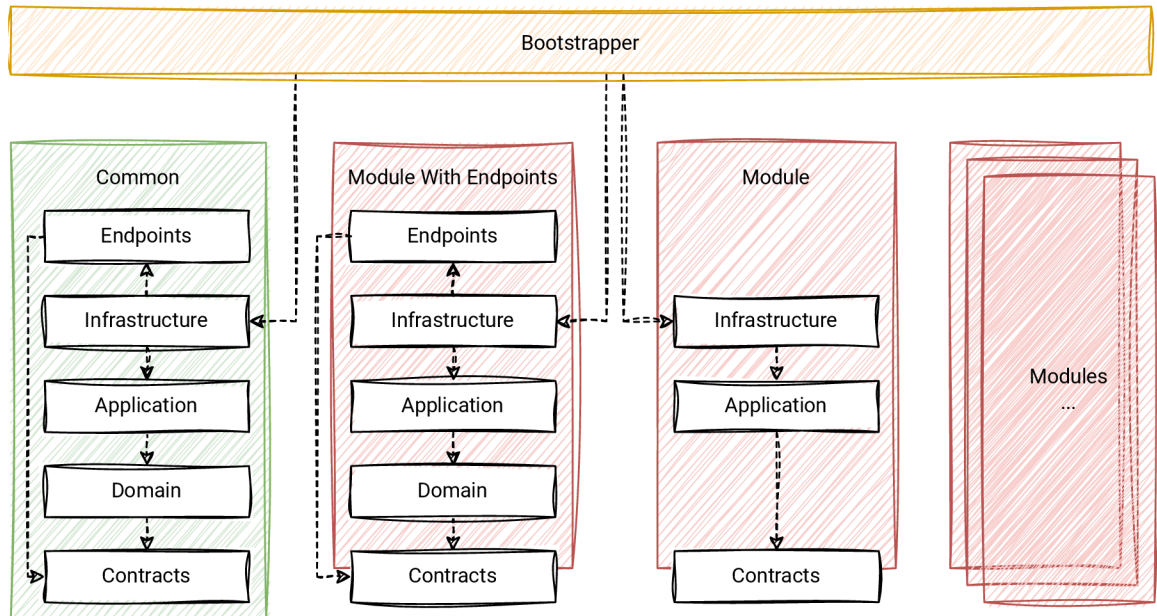 Bootstrapper
Common
Endpoints
Infrastructure
Application
Domain
Contracts
Module With Endpoints
Endpoints
Infrastructure
Application
Domain
Contracts
Module
Infrastructure
Application
Contracts
Modules
...